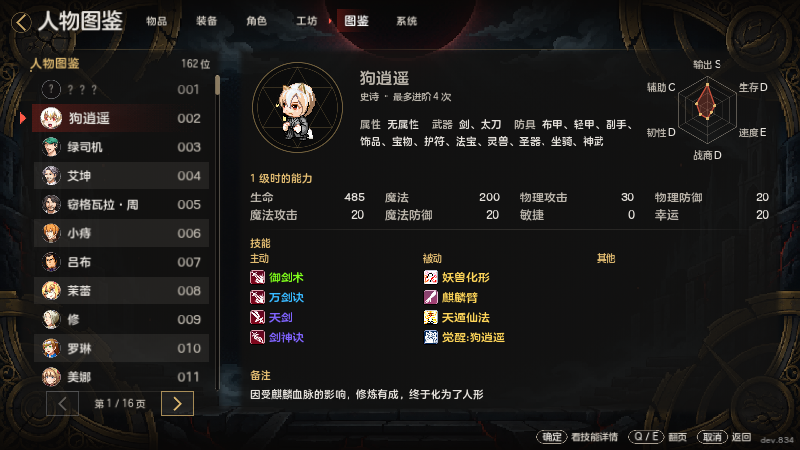 人物图鉴
物品 装备 角色 工坊 图鉴 系统
人物图鉴 162 位
? ? ? ? 001
狗逍遥 002
绿司机 003
艾坤 004
窃格瓦拉·周 005
小痔 006
吕布 007
茉蕾 008
修 009
罗琳 010
美娜 011
第 1 / 16 页
狗逍遥
史诗 · 最多进阶 4 次
属性 无属性 武器 剑、太刀 防具 布甲、轻甲、副手、
饰品、宝物、护符、法宝、灵兽、圣器、坐骑、神武
输出 S
辅助 C 生存 D
韧性 D 速度 E
战商 D
1 级时的能力
生命 485 魔法 200 物理攻击 30 物理防御 20
魔法攻击 20 魔法防御 20 敏捷 0 幸运 20
技能
主动 被动 其他
御剑术 妖兽化形
万剑诀 麒麟臂
天剑 天遁仙法
剑神诀 觉醒:狗逍遥
备注
因受麒麟血脉的影响，修炼有成，终于化为了人形
确定 看技能详情 Q / E 翻页 取消 返回 dev.834